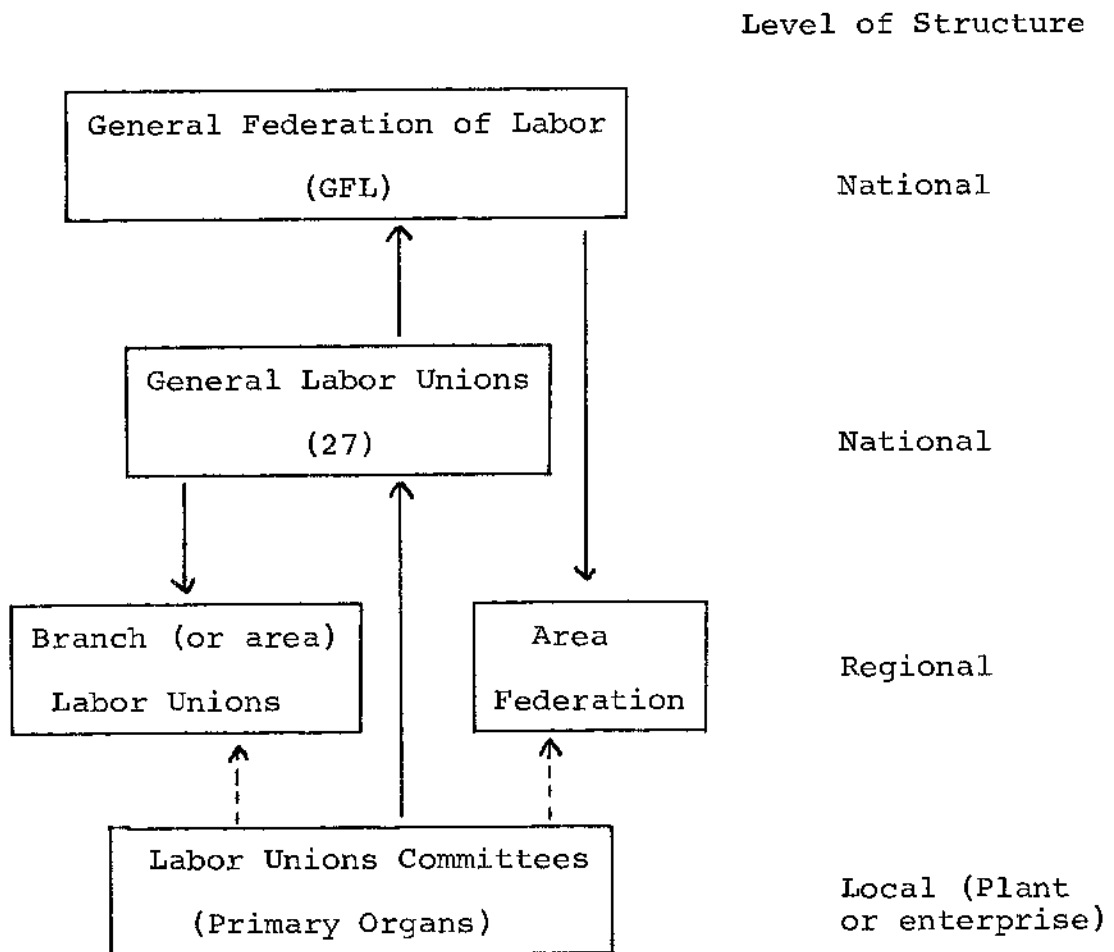 Level of Structure
General Federation of Labor
(GFL)
National
General Labor Unions
(27)
National
Branch (or area)
Labor Unions
Area
Federation
Regional
Labor Unions Committees
(Primary Organs)
Local (Plant
or enterprise)